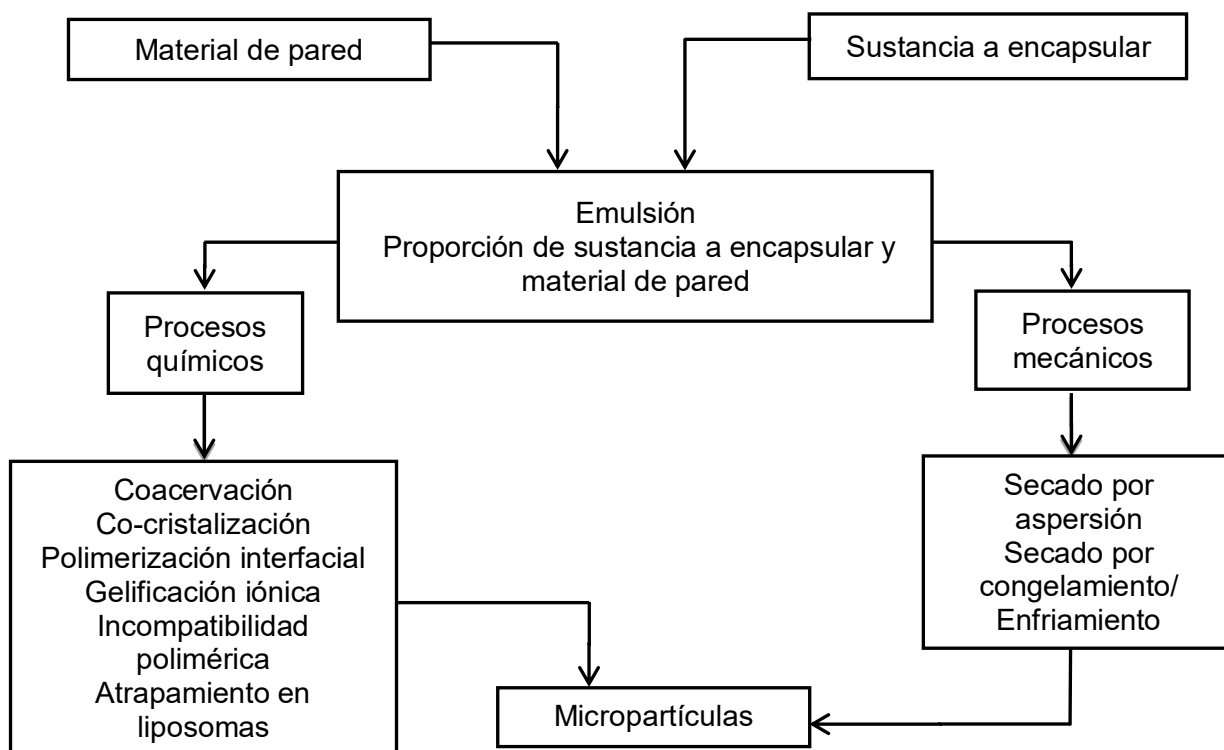 Material de pared
Sustancia a encapsular
Emulsión
Proporción de sustancia a encapsular y
material de pared
Procesos
químicos
Procesos
mecánicos
Coacervación
Co-cristalización
Polimerización interfacial
Gelificación iónica
Incompatibilidad
polimérica
Atrapamiento en
liposomas
Secado por
aspersión
Secado por
congelamiento/
Enfriamiento
Micropartículas